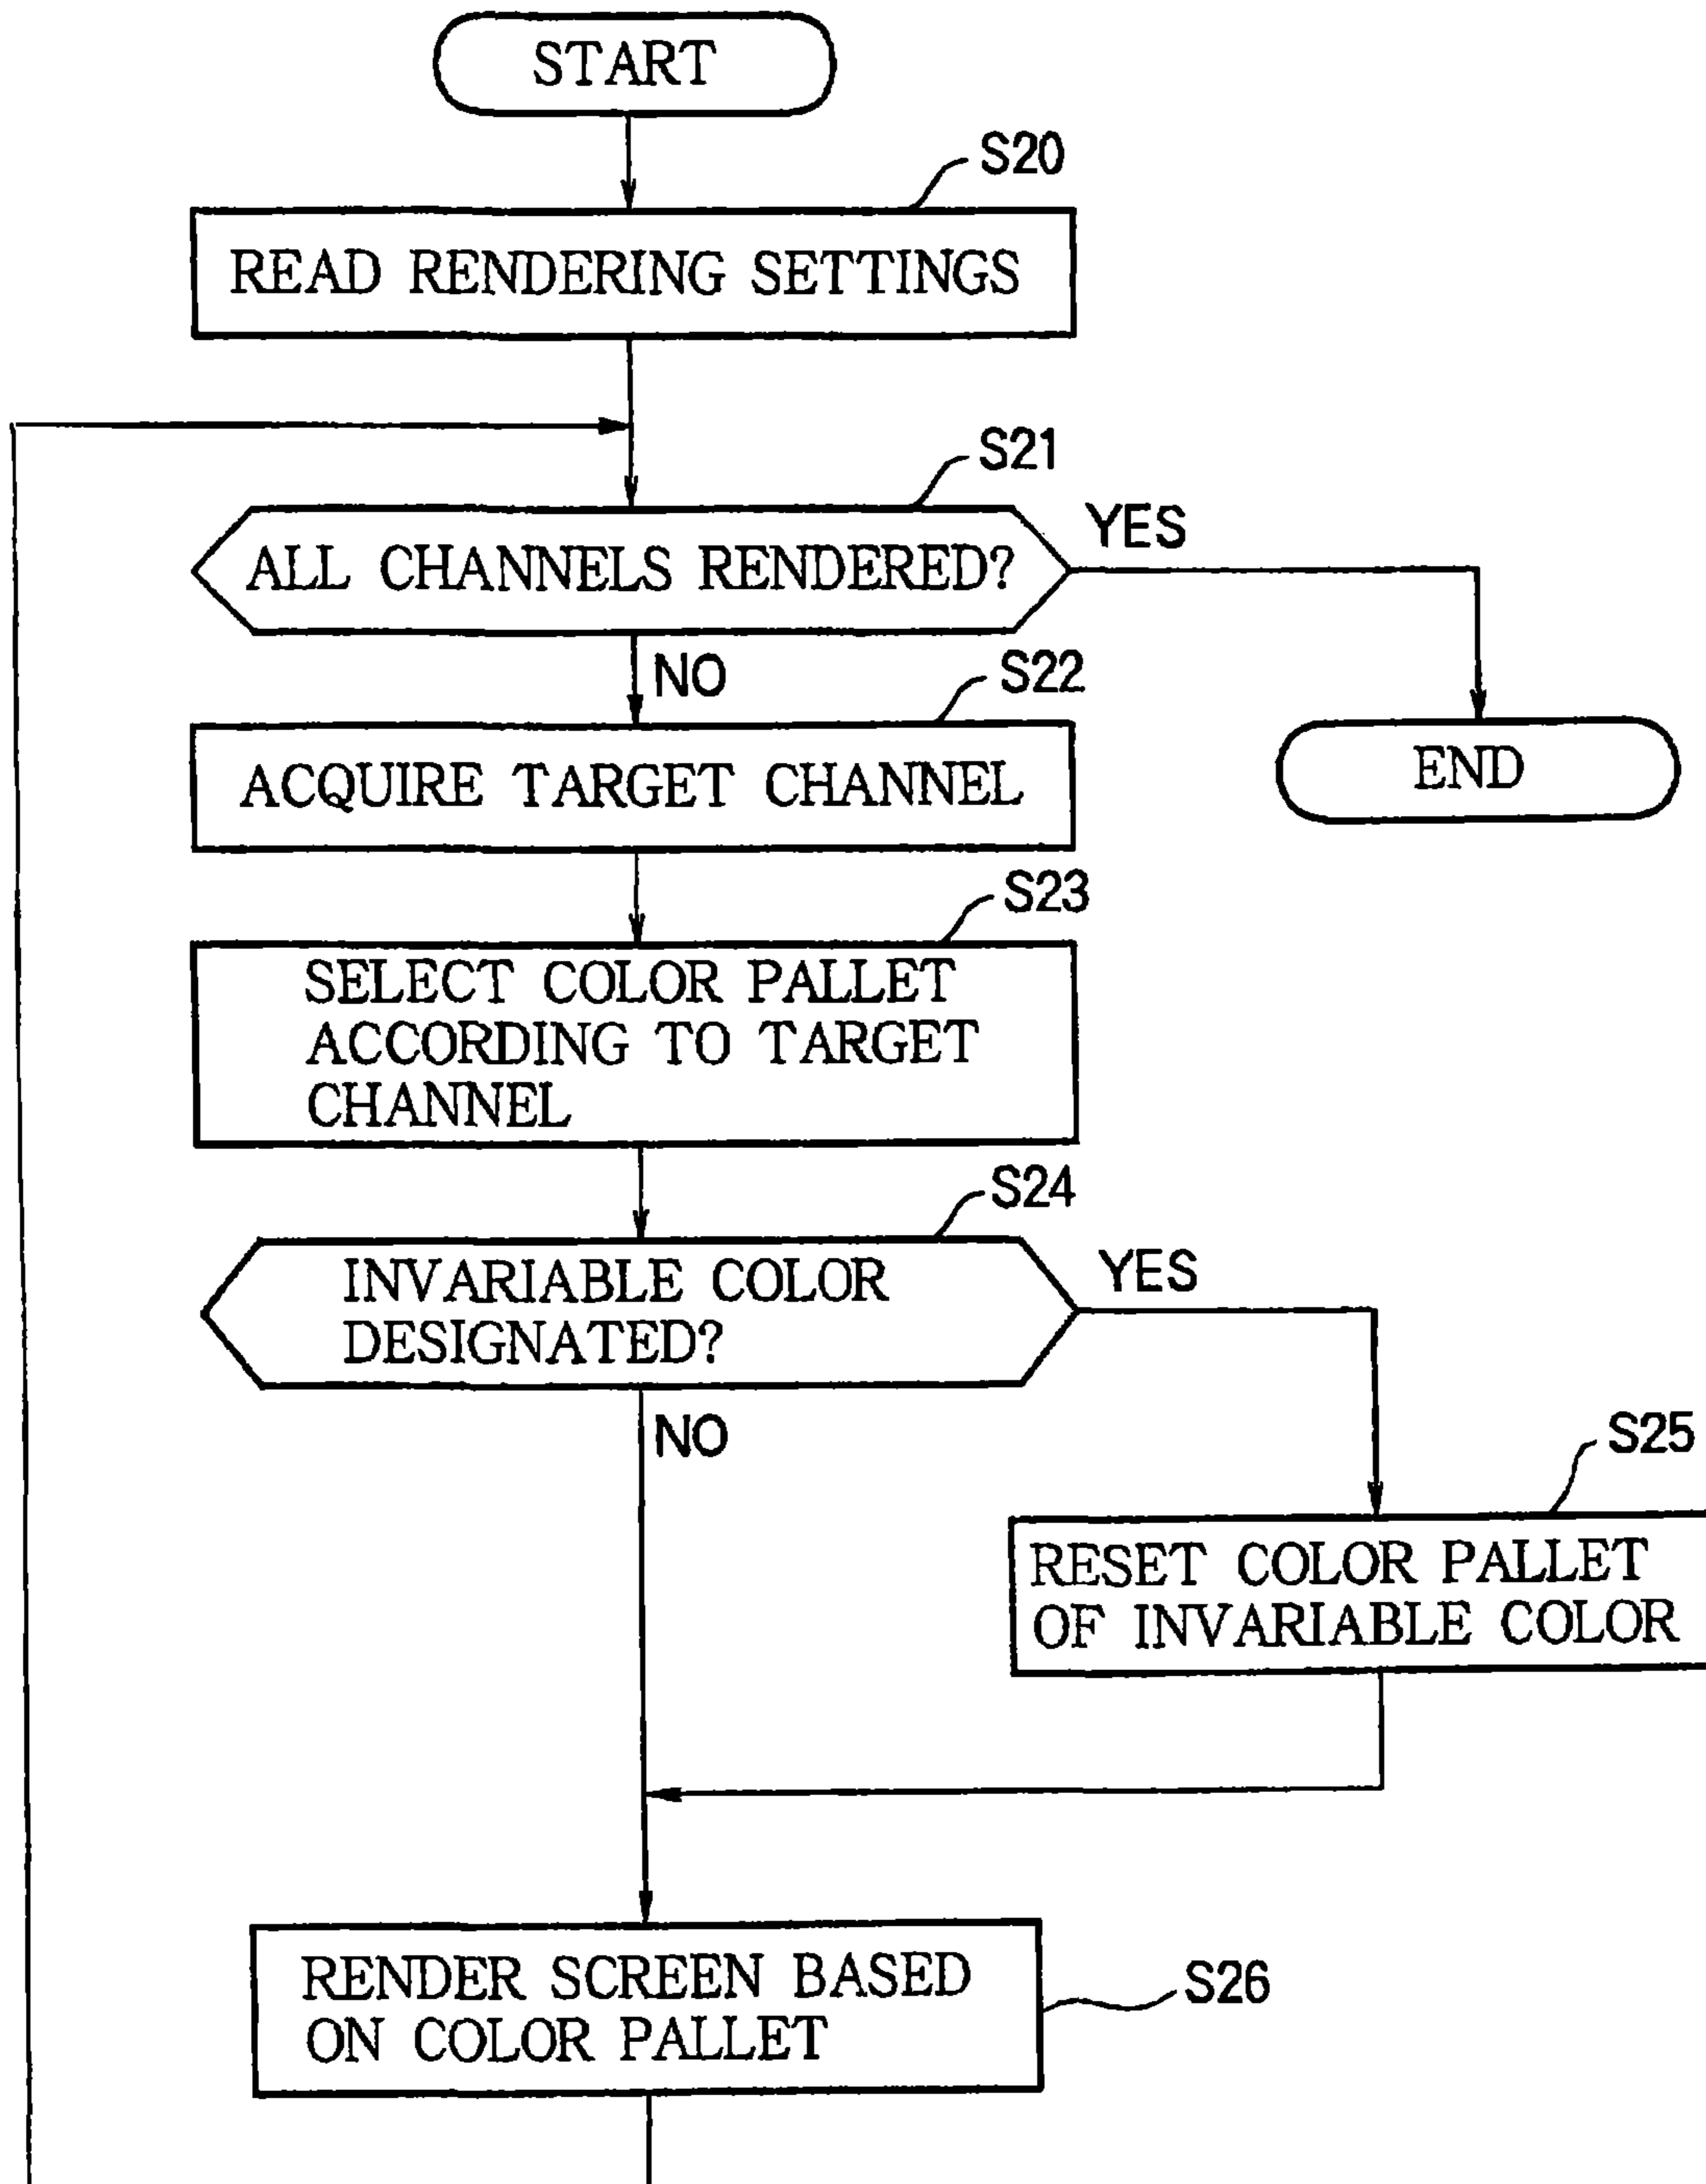 START
S20
READ RENDERING SETTINGS
S21
ALL CHANNELS RENDERED?
YES
NO
S22
ACQUIRE TARGET CHANNEL
END
S23
SELECT COLOR PALLET
ACCORDING TO TARGET
CHANNEL
S24
INVARIABLE COLOR
DESIGNATED?
YES
NO
S25
RESET COLOR PALLET
OF INVARIABLE COLOR
RENDER SCREEN BASED
ON COLOR PALLET
S26